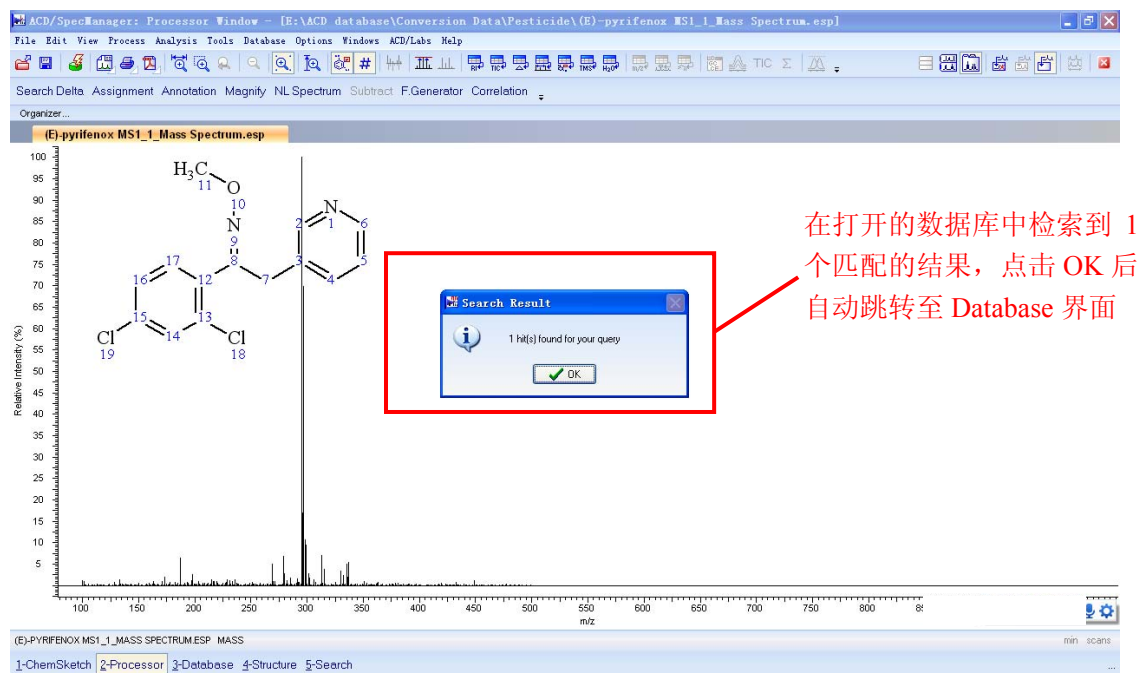 ACD/SpecManager: Processor Window - [E:\ACD database\Conversion Data\Pesticide\(E)-pyrifenox MS1_1_Mass Spectrum.esp]
File Edit View Process Analysis Tools Database Options Windows ACD/Labs Help
TIC Σ
Search Delta Assignment Annotation Magnify NL Spectrum Subtract F.Generator Correlation
Organizer...
(E)-pyrifenox MS1_1_Mass Spectrum.esp
100
95
90
85
80
75
70
65
60
55
50
45
40
35
30
25
20
15
10
5
Relative Intensity (%)
H3C
11
O
10
N
9
8
7
17
16
12
15
13
14
Cl
19
Cl
18
N
1
2
3
4
5
6
Search Result
1 hit(s) found for your query
OK
在打开的数据库中检索到 1
个匹配的结果，点击 OK 后
自动跳转至 Database 界面
100 150 200 250 300 350 400 450 500 550 600 650 700 750 800
m/z
(E)-PYRIFENOX MS1_1_MASS SPECTRUM.ESP MASS
min scans
1-ChemSketch 2-Processor 3-Database 4-Structure 5-Search